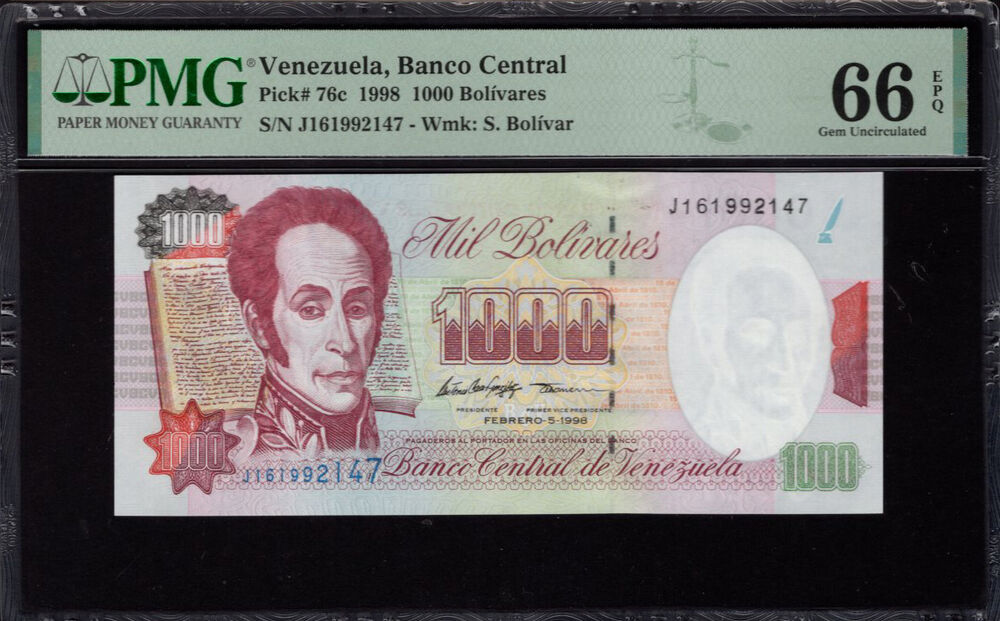 PMG®
PAPER MONEY GUARANTY
Venezuela, Banco Central
Pick# 76c 1998 1000 Bolívares
S/N J161992147 - Wmk: S. Bolívar
66
EPQ
Gem Uncirculated
1000
Mil Bolívares
J161992147
1000
PRESIDENTE PRIMER VICE PRESIDENTE
FEBRERO-5-1998
PAGADEROS AL PORTADOR EN LAS OFICINAS DEL BANCO
1000
J161992147
Banco Central de Venezuela
1000